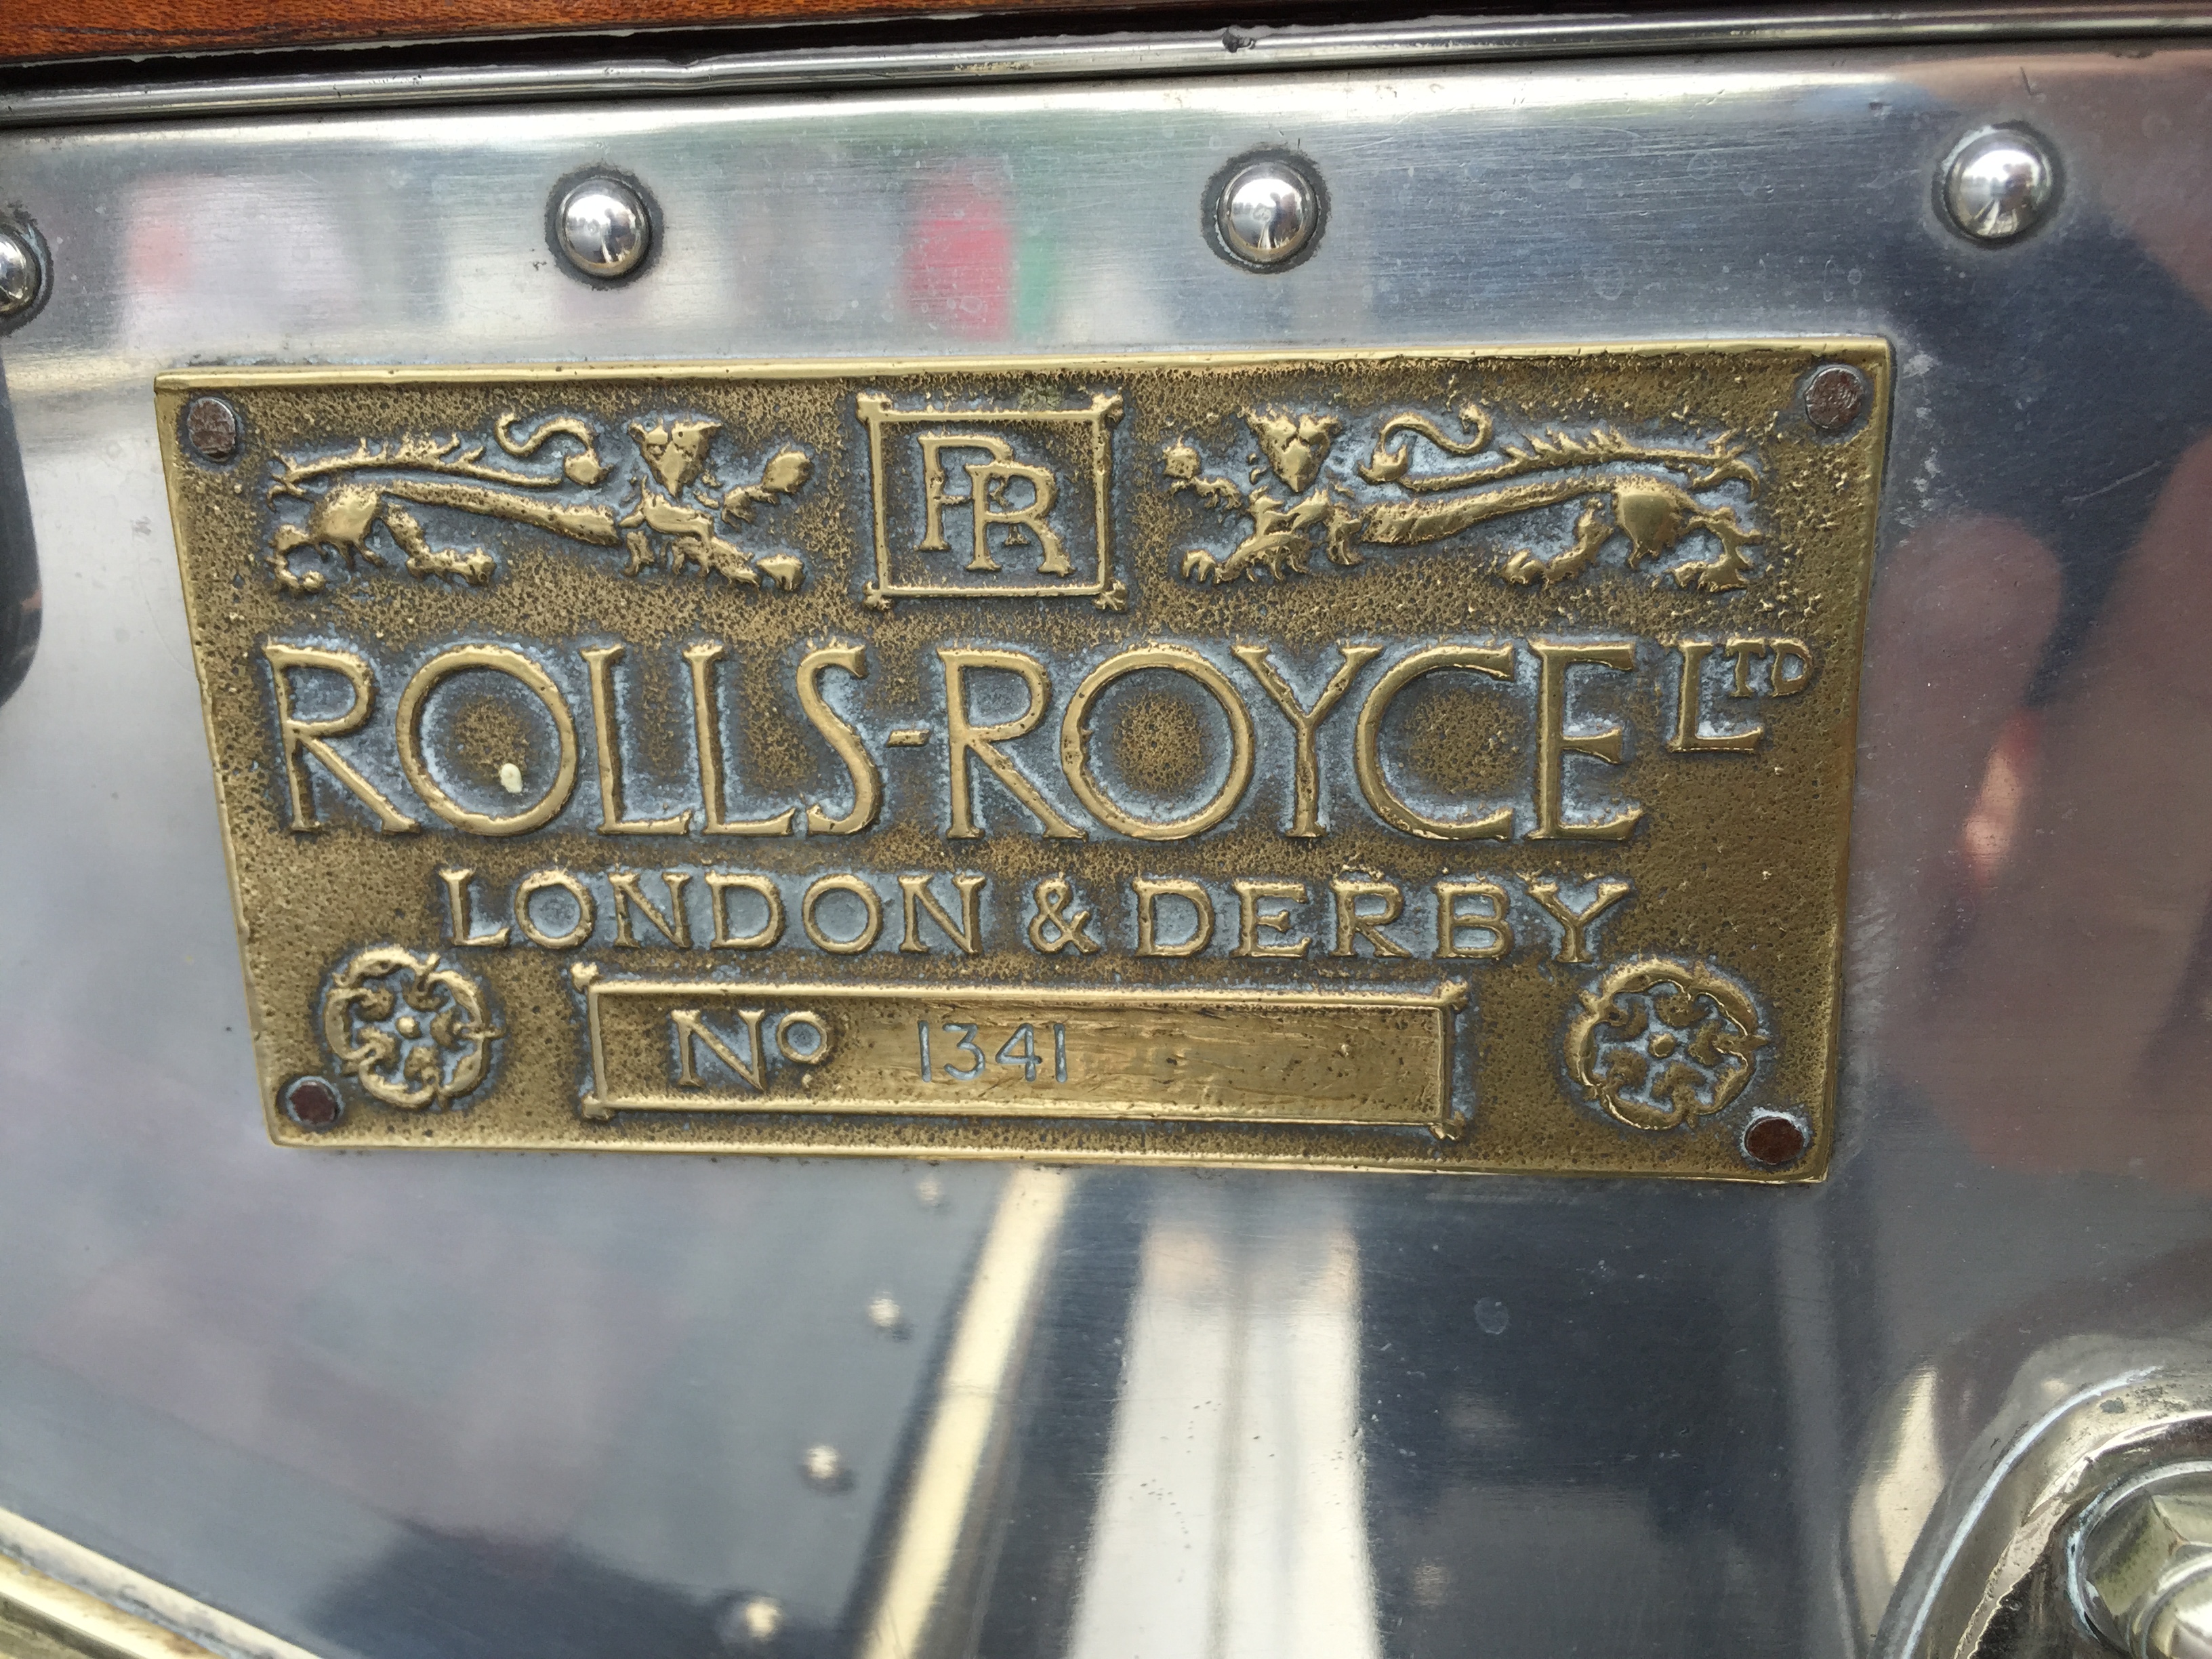 RR
ROLLS-ROYCE LTD
LONDON & DERBY
No 1341